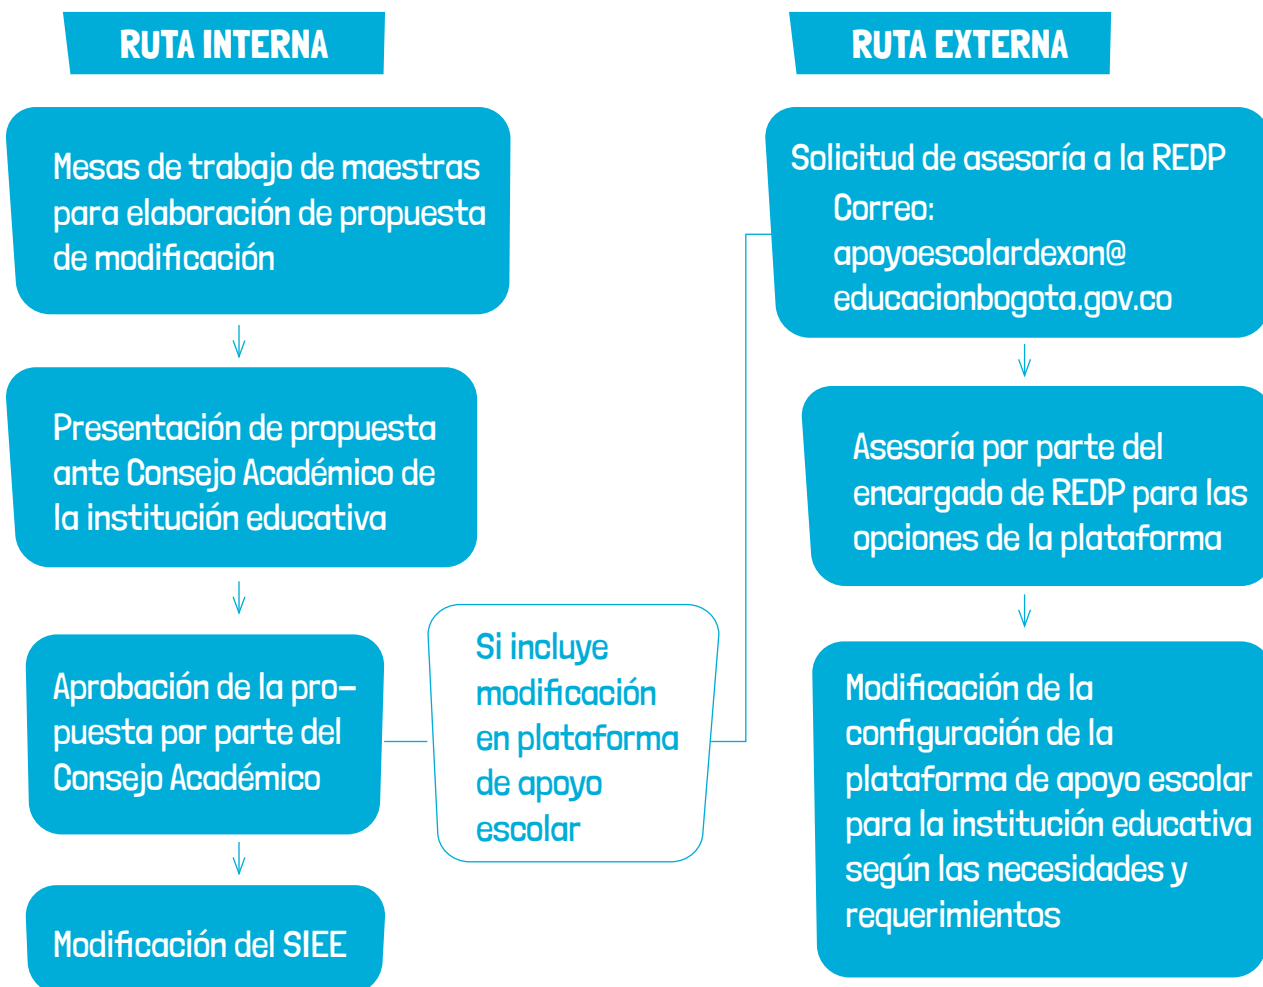 RUTA INTERNA
Mesas de trabajo de maestras
para elaboración de propuesta
de modificación
Presentación de propuesta
ante Consejo Académico de
la institución educativa
Aprobación de la pro–
puesta por parte del
Consejo Académico
Modificación del SIEE
Si incluye
modificación
en plataforma
de apoyo
escolar
RUTA EXTERNA
Solicitud de asesoría a la REDP
Correo:
apoyoescolardexon@
educacionbogota.gov.co
Asesoría por parte del
encargado de REDP para las
opciones de la plataforma
Modificación de la
configuración de la
plataforma de apoyo escolar
para la institución educativa
según las necesidades y
requerimientos